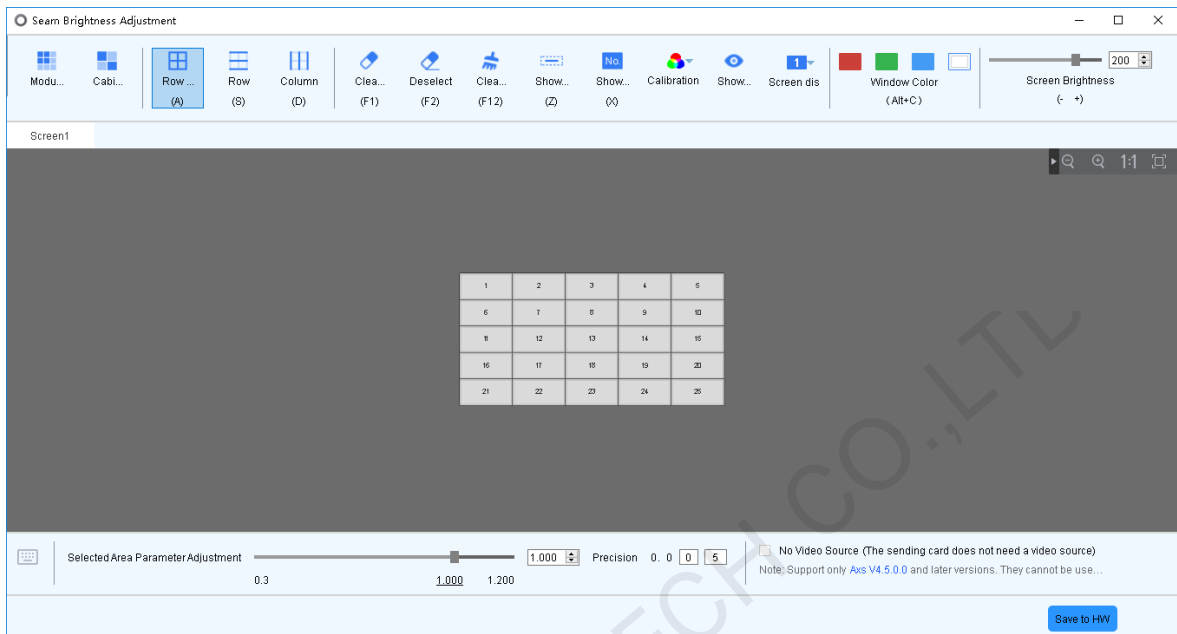 Seam Brightness Adjustment
Modu... Cabi... Row ... Row Column Clea... Deselect Clea... Show... No. Show... Calibration Show... 1 Screen dis Window Color 200 Screen Brightness
(A) (S) (D) (F1) (F2) (F12) (Z) (X) (Alt+C) (- +)
Screen1
1:1
1 2 3 4 5
6 7 8 9 10
11 12 13 14 15
16 17 18 19 20
21 22 23 24 25
Selected Area Parameter Adjustment 1.000 Precision 0. 0 0 5
0.3 1.000 1.200
No Video Source (The sending card does not need a video source)
Note: Support only Axs V4.5.0.0 and later versions. They cannot be use...
Save to HW
TECH CO.,LTD